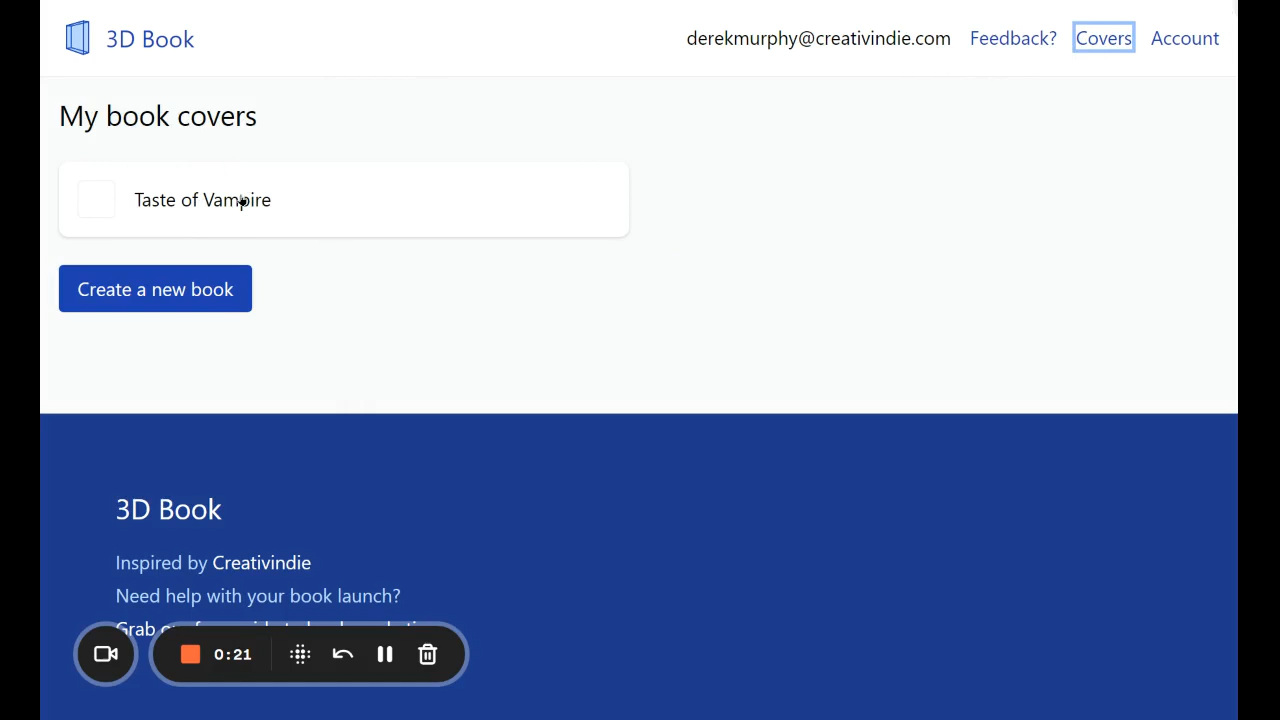 3D Book
derekmurphy@creativindie.com Feedback? Covers Account
My book covers
Taste of Vampire
Create a new book
3D Book
Inspired by Creativindie
Need help with your book launch?
Grab
0:21